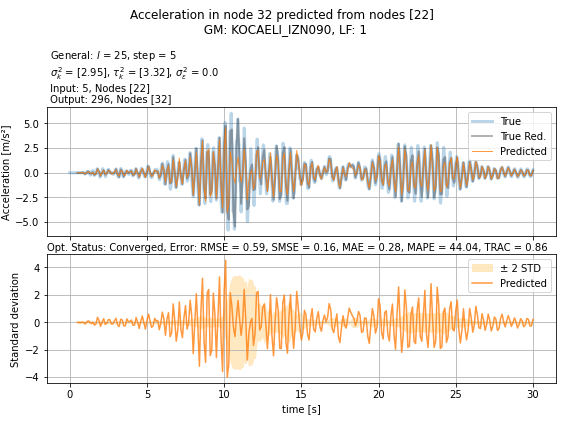 Acceleration in node 32 predicted from nodes [22]
GM: KOCAELI_IZN090, LF: 1
General: l = 25, step = 5
σ²ₖ = [2.95], τ²ₖ = [3.32], σ²_ε = 0.0
Input: 5, Nodes [22]
Output: 296, Nodes [32]
Acceleration [m/s²]
5.0
2.5
0.0
−2.5
−5.0
True
True Red.
Predicted
Opt. Status: Converged, Error: RMSE = 0.59, SMSE = 0.16, MAE = 0.28, MAPE = 44.04, TRAC = 0.86
Standard deviation
4
2
0
−2
−4
± 2 STD
Predicted
0 5 10 15 20 25 30
time [s]